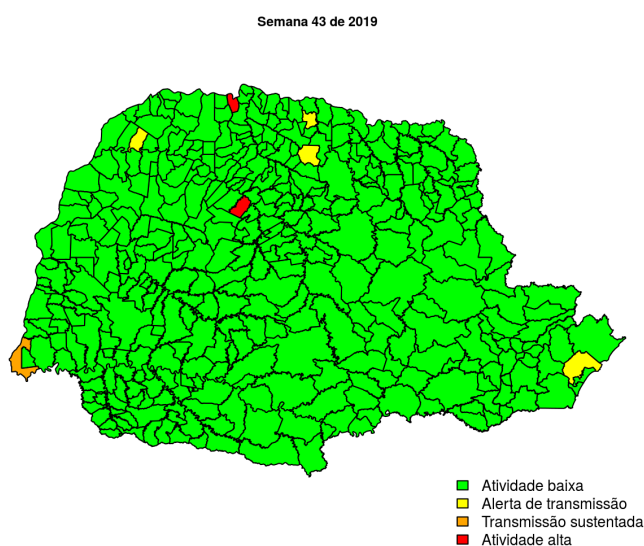 Semana 43 de 2019
Atividade baixa
Alerta de transmissão
Transmissão sustentada
Atividade alta